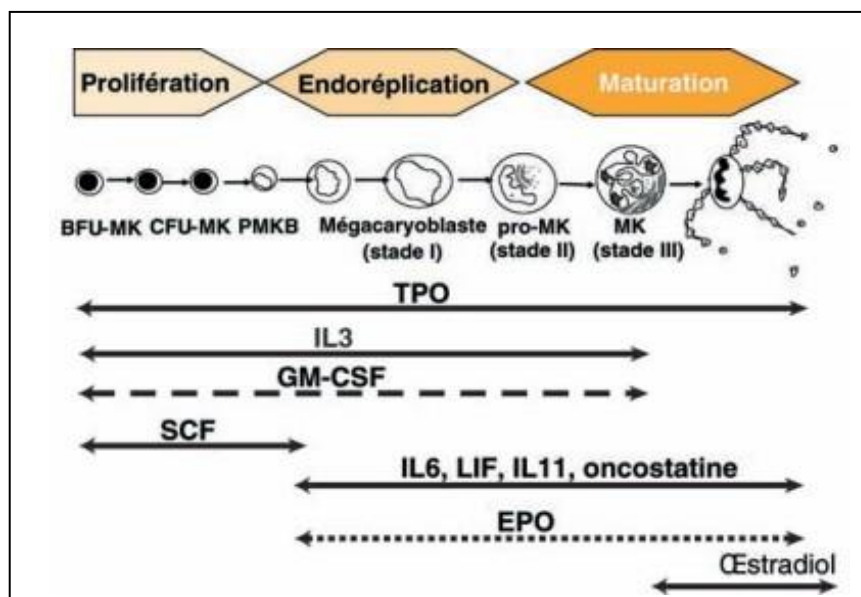 Prolifération Endoréplication Maturation
BFU-MK CFU-MK PMKB Mégacaryoblaste pro-MK MK
(stade I) (stade II) (stade III)
TPO
IL3
GM-CSF
SCF
IL6, LIF, IL11, oncostatine
EPO
Œstradiol